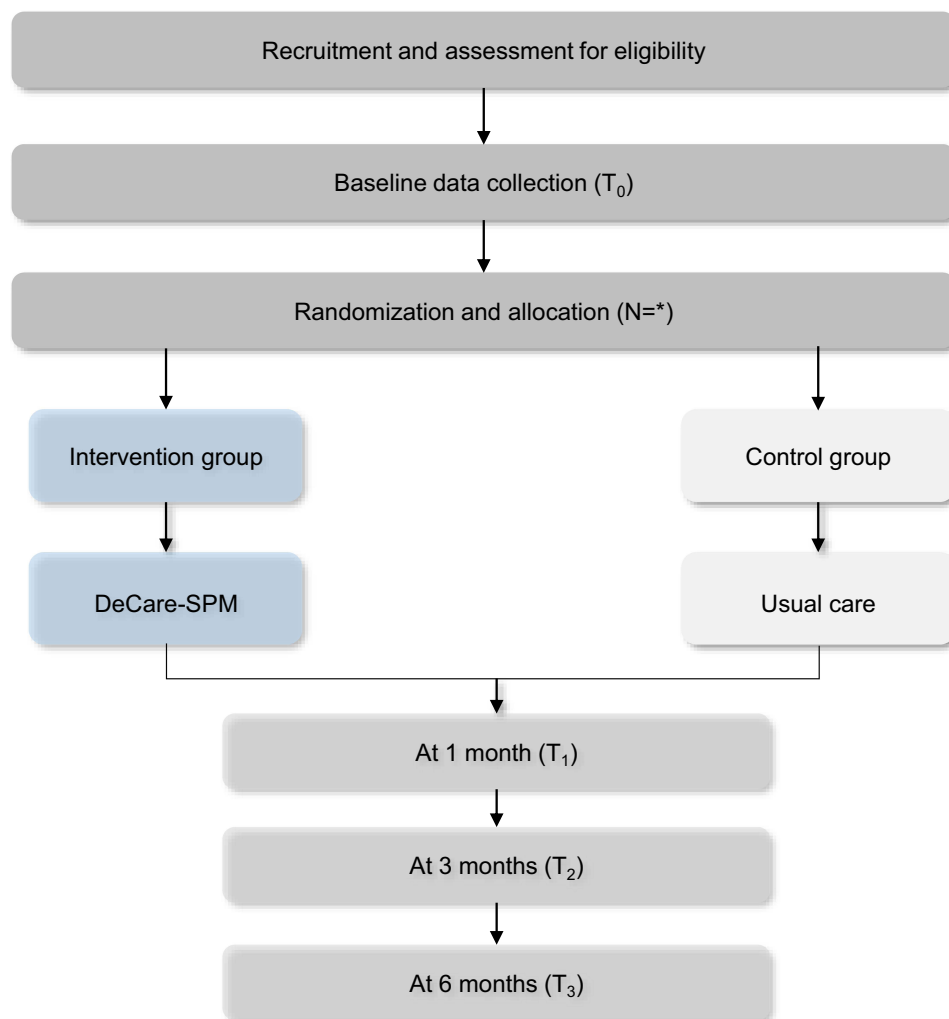 Recruitment and assessment for eligibility
Baseline data collection (T₀)
Randomization and allocation (N=*)
Intervention group
Control group
DeCare-SPM
Usual care
At 1 month (T₁)
At 3 months (T₂)
At 6 months (T₃)